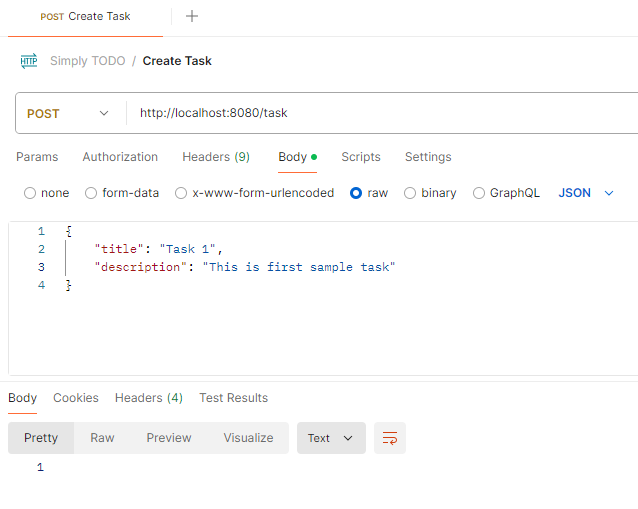 POST Create Task
HTTP Simply TODO / Create Task
POST http://localhost:8080/task
Params Authorization Headers (9) Body Scripts Settings
none form-data x-www-form-urlencoded raw binary GraphQL JSON
1 {
2 "title": "Task 1",
3 "description": "This is first sample task"
4 }
Body Cookies Headers (4) Test Results
Pretty Raw Preview Visualize Text
1